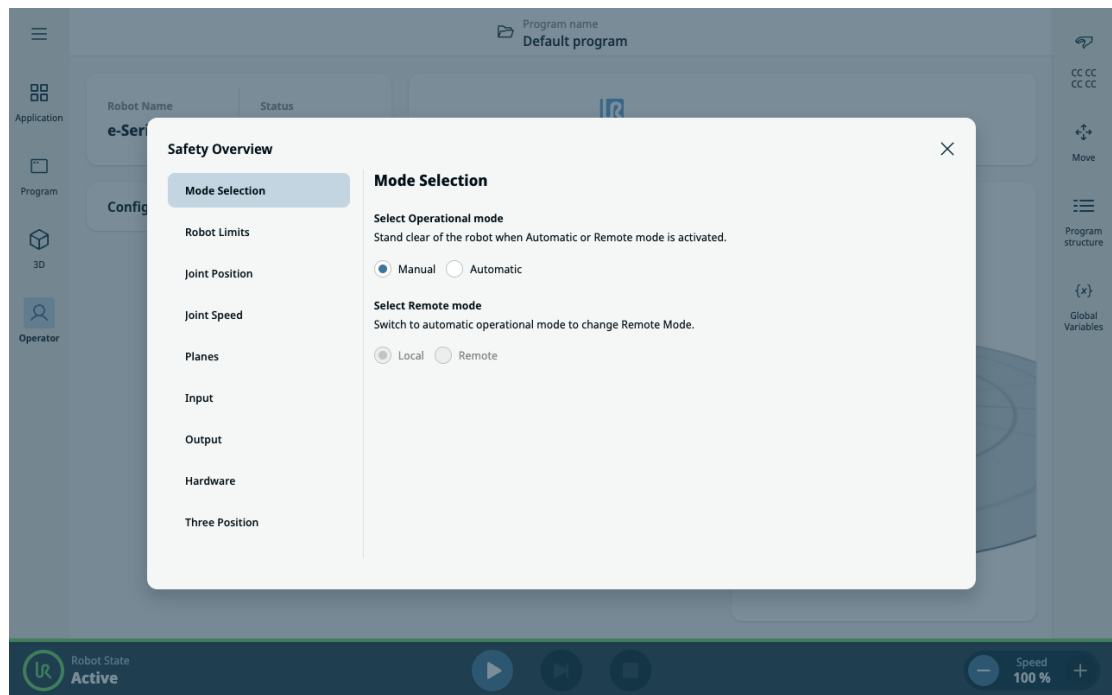 Program name
Default program
Application
Program
3D
Operator
Robot Name
Status
e-Seri
Config
Safety Overview
Mode Selection
Robot Limits
Joint Position
Joint Speed
Planes
Input
Output
Hardware
Three Position
Mode Selection
Select Operational mode
Stand clear of the robot when Automatic or Remote mode is activated.
Manual Automatic
Select Remote mode
Switch to automatic operational mode to change Remote Mode.
Local Remote
CC CC
CC CC
Move
Program
structure
{x}
Global
Variables
UR
Robot State
Active
Speed
100 %